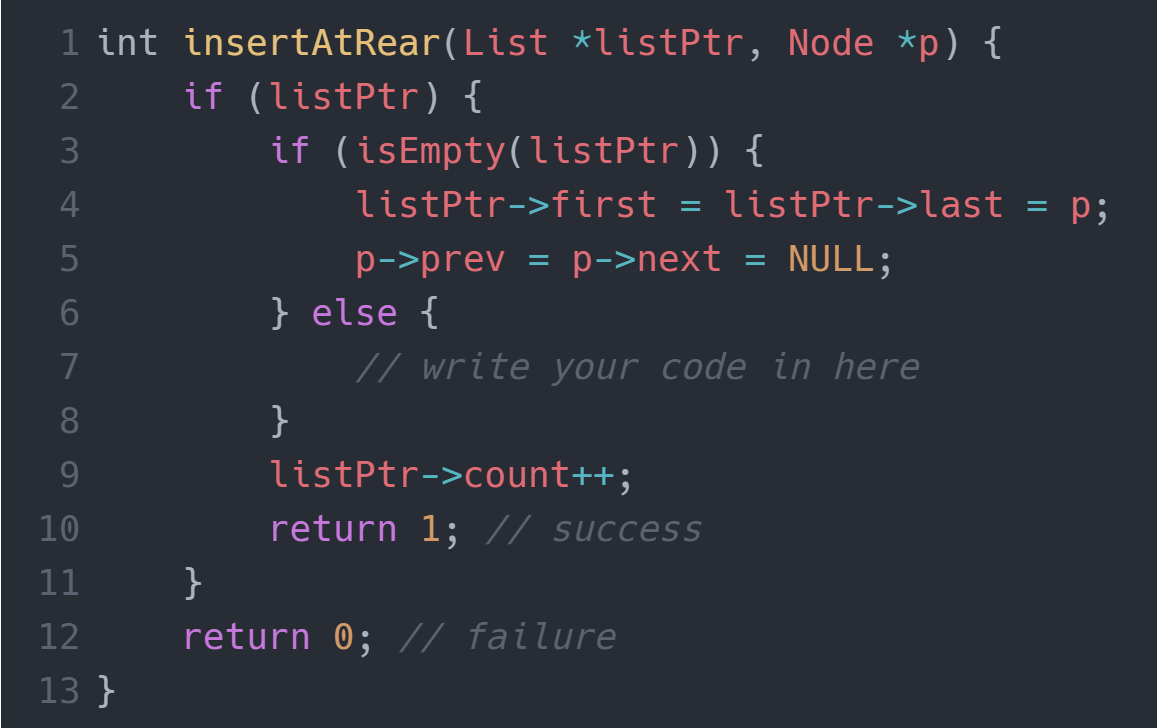 1 int insertAtRear(List *listPtr, Node *p) {
2     if (listPtr) {
3         if (isEmpty(listPtr)) {
4             listPtr->first = listPtr->last = p;
5             p->prev = p->next = NULL;
6         } else {
7             // write your code in here
8         }
9         listPtr->count++;
10         return 1; // success
11     }
12     return 0; // failure
13 }